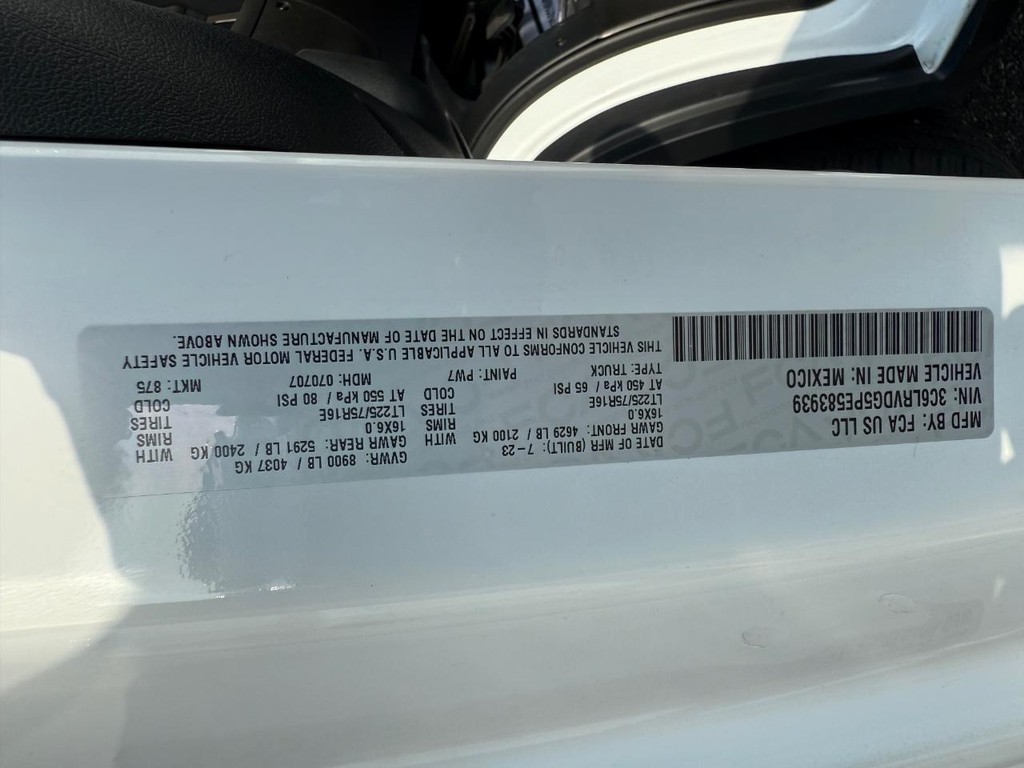 MFD BY: FCA US LLC
VIN: 3C6LRVDG5PE583939
VEHICLE MADE IN: MEXICO
DATE OF MFR (BUILT): 7-23
GAWR FRONT: 4629 LB / 2100 KG
16X6.0
LT225/75R16E
AT 450 kPa / 65 PSI
TYPE: TRUCK
WITH
RIMS
TIRES
COLD
PAINT: PW7
GVWR: 8900 LB / 4037 KG
GAWR REAR: 5291 LB / 2400 KG
16X6.0
LT225/75R16E
AT 550 kPa / 80 PSI
MDH: 070707
WITH
RIMS
TIRES
COLD
MKT: 875
THIS VEHICLE CONFORMS TO ALL APPLICABLE U.S.A. FEDERAL MOTOR VEHICLE SAFETY
STANDARDS IN EFFECT ON THE DATE OF MANUFACTURE SHOWN ABOVE.